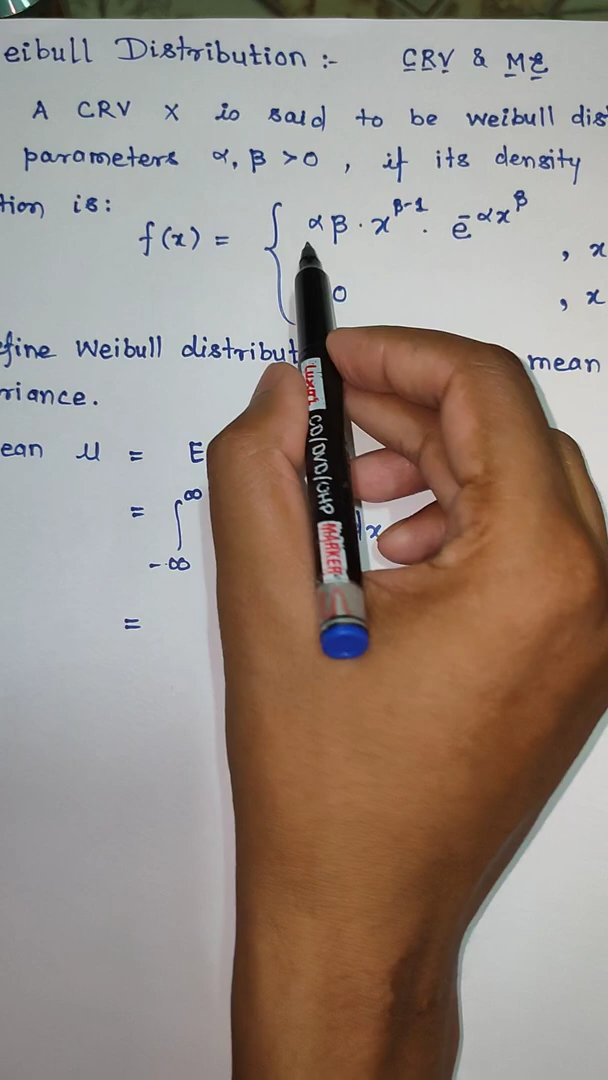 eibull Distribution :- CRV & ME
A CRV X is said to be weibull dis
parameters α, β >0 , if its density
tion is:
f(x) = { αβ · x^β-1 · e^-αx^β , x
0 , x
fine Weibull distribut mean
riance.
ean μ = E
= ∫ -∞ ∞ dx
=
LUXOR CD/DVD/OHP MARKER